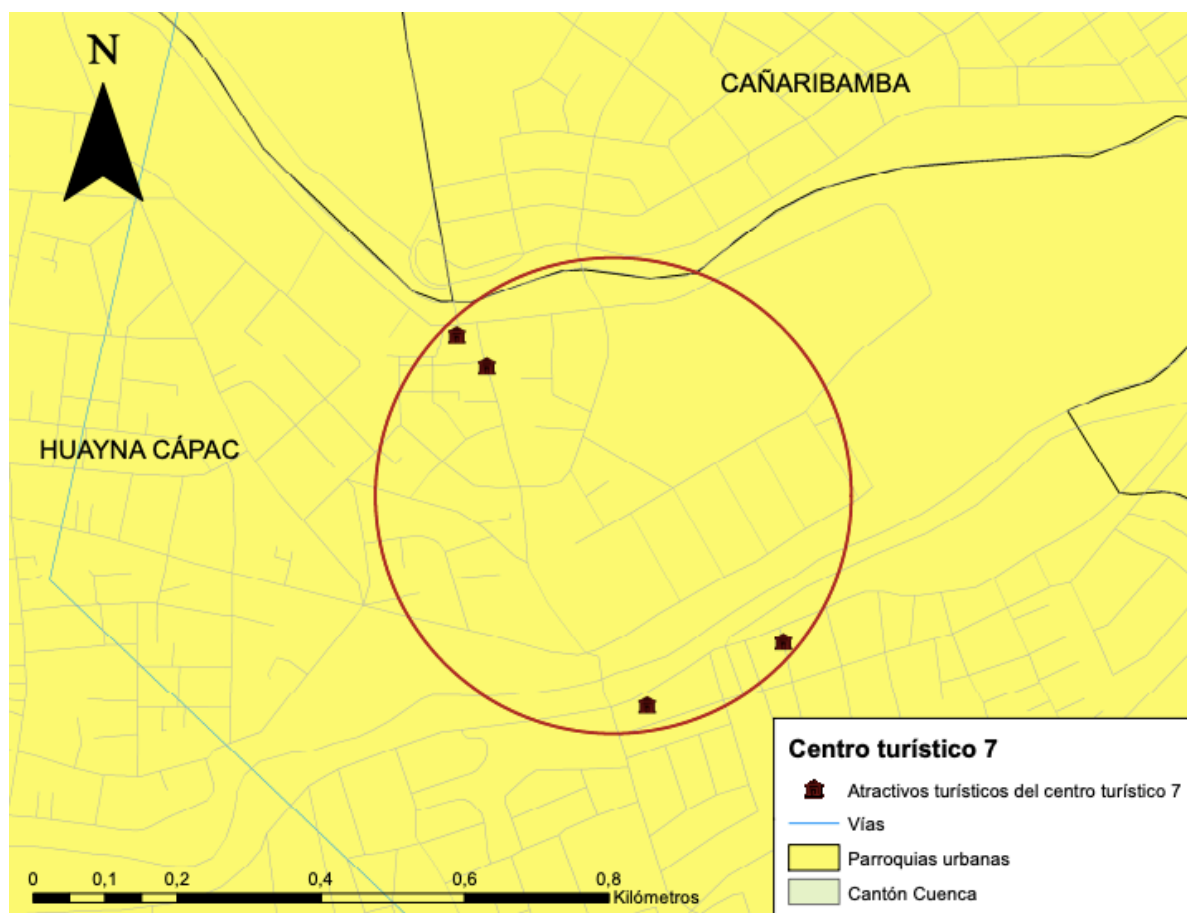 N
CAÑARIBAMBA
HUAYNA CÁPAC
Centro turístico 7
Atractivos turísticos del centro turístico 7
Vías
Parroquias urbanas
Cantón Cuenca
0 0,1 0,2 0,4 0,6 0,8
Kilómetros